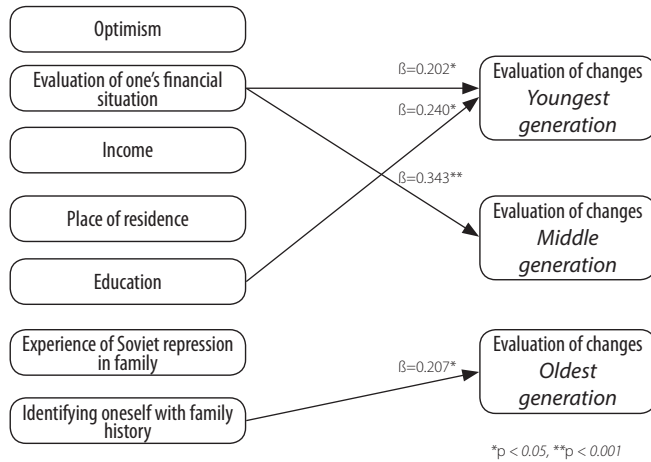 Optimism
Evaluation of one's financial
situation
Income
Place of residence
Education
Experience of Soviet repression
in family
Identifying oneself with family
history
ß=0.202*
ß=0.240*
ß=0.343**
ß=0.207*
Evaluation of changes
Youngest
generation
Evaluation of changes
Middle
generation
Evaluation of changes
Oldest
generation
*p < 0.05, **p < 0.001